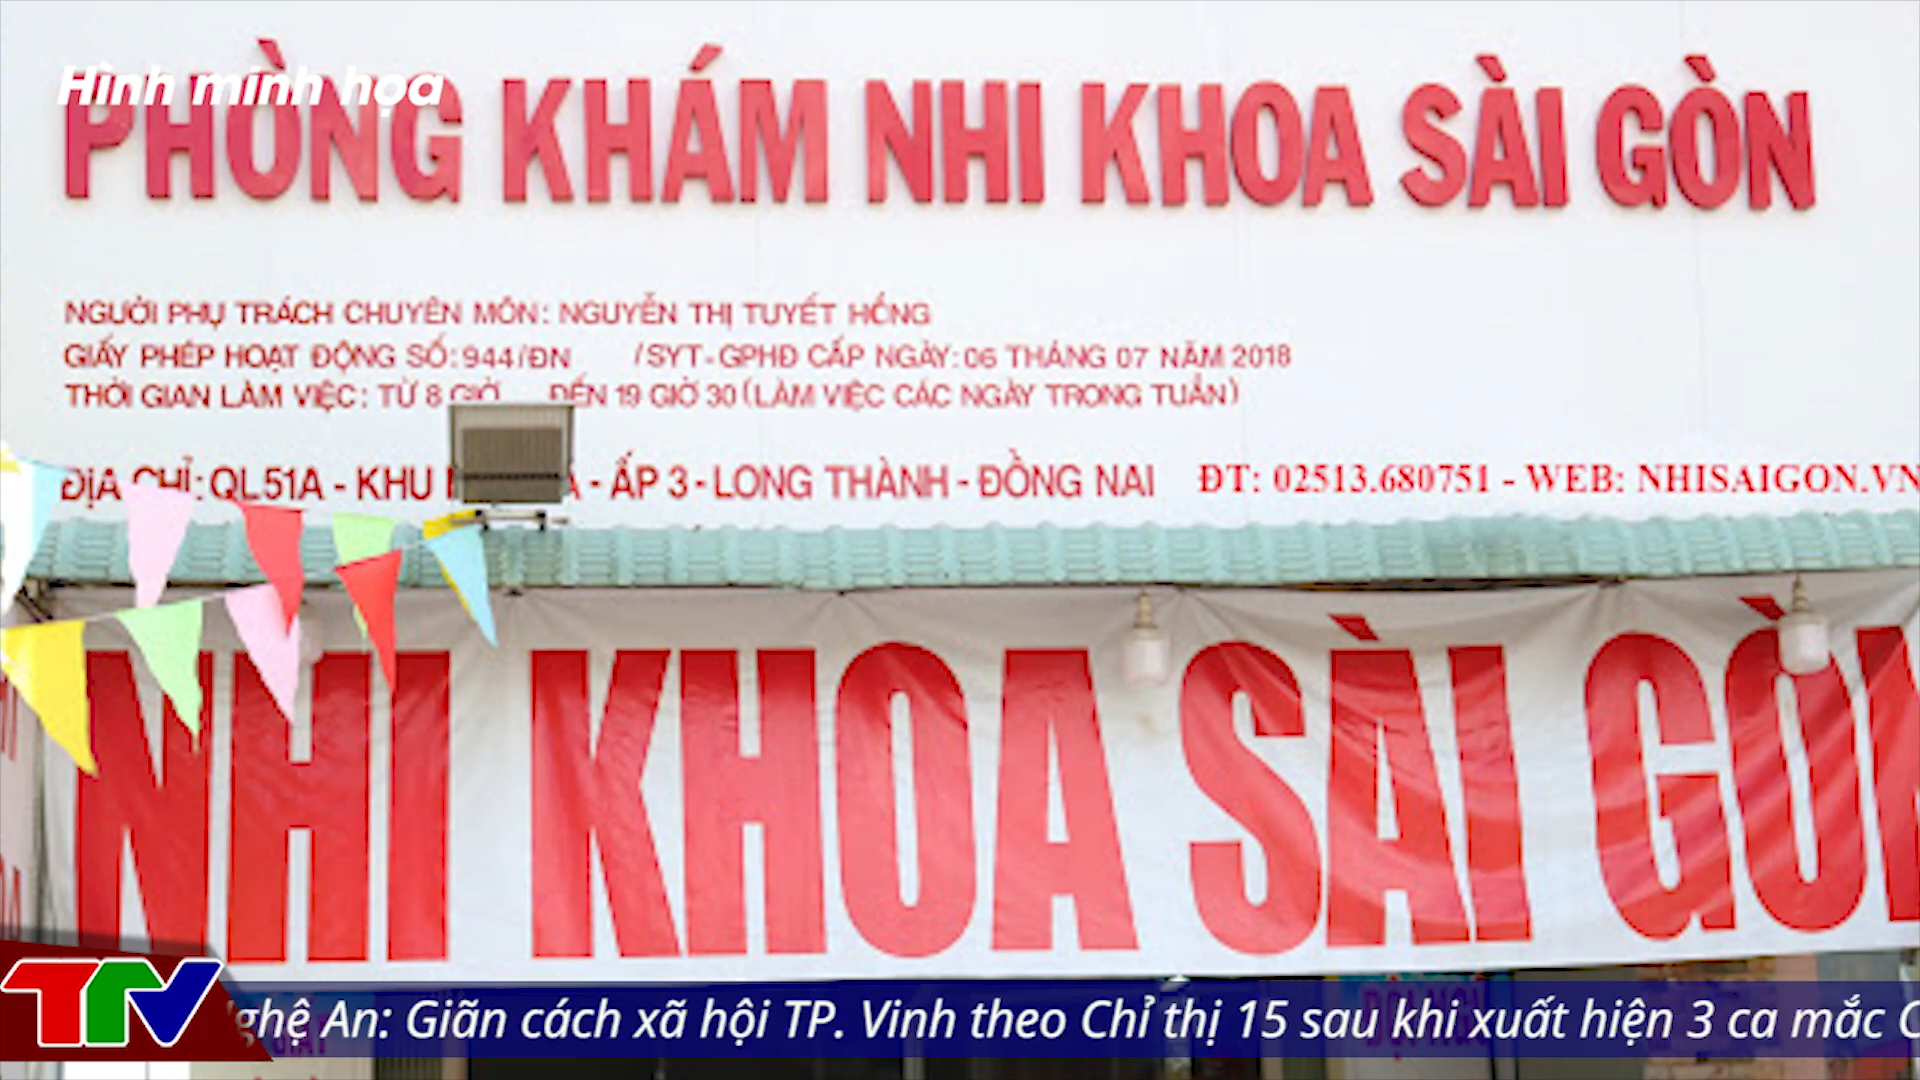 Hình minh họa
PHÒNG KHÁM NHI KHOA SÀI GÒN
NGƯỜI PHỤ TRÁCH CHUYÊN MÔN: NGUYỄN THỊ TUYẾT HỒNG
GIẤY PHÉP HOẠT ĐỘNG SỐ: 944/ĐN /SYT-GPHĐ CẤP NGÀY: 06 THÁNG 07 NĂM 2018
THỜI GIAN LÀM VIỆC: TỪ 8 GIỜ ĐẾN 19 GIỜ 30 (LÀM VIỆC CÁC NGÀY TRONG TUẦN)
ĐỊA CHỈ: QL51A - KHU - ẤP 3 - LONG THÀNH - ĐỒNG NAI ĐT: 02513.680751 - WEB: NHISAIGON.VN
NHI KHOA SÀI GÒN
TTV Nghệ An: Giãn cách xã hội TP. Vinh theo Chỉ thị 15 sau khi xuất hiện 3 ca mắc